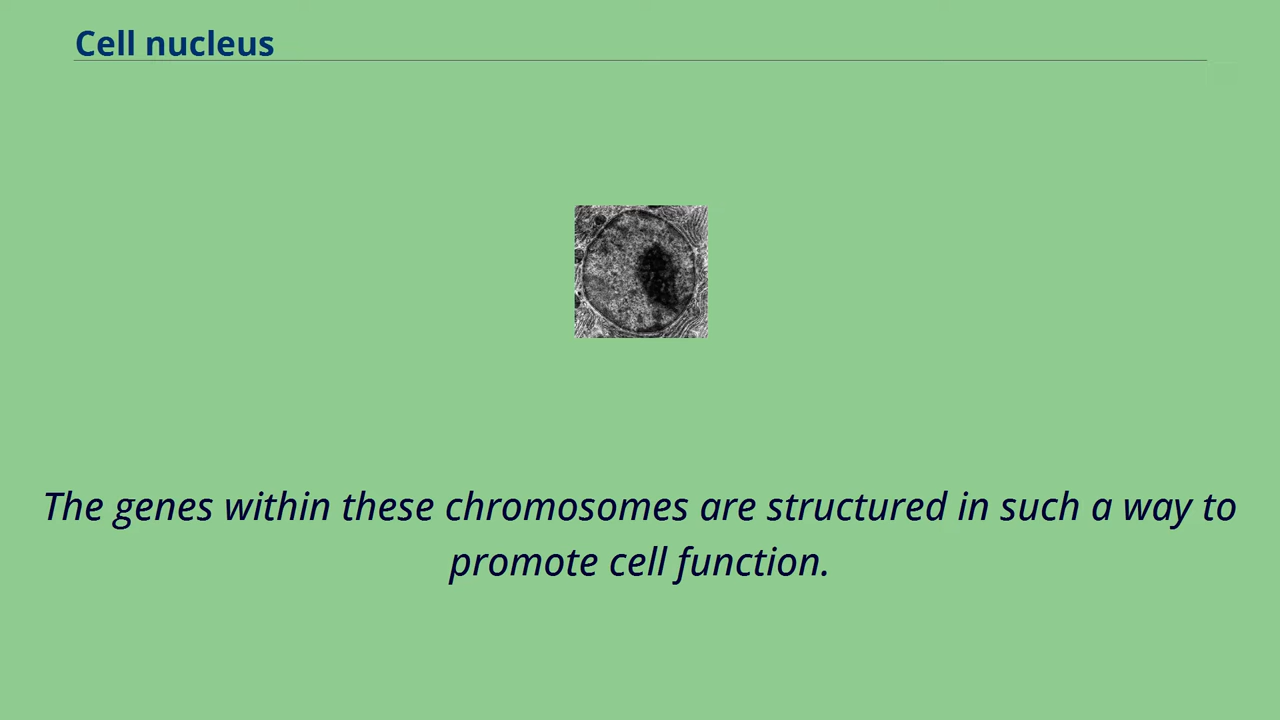 Cell nucleus
The genes within these chromosomes are structured in such a way to
promote cell function.